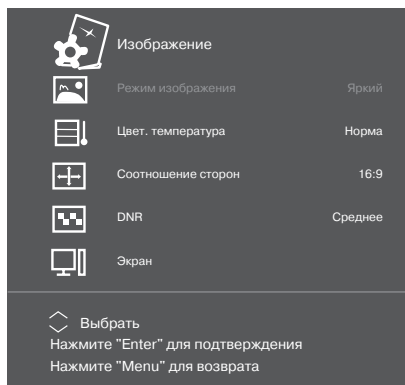 Изображение
Режим изображения Яркий
Цвет. температура Норма
Соотношение сторон 16:9
DNR Среднее
Экран
Выбрать
Нажмите "Enter" для подтверждения
Нажмите "Menu" для возврата